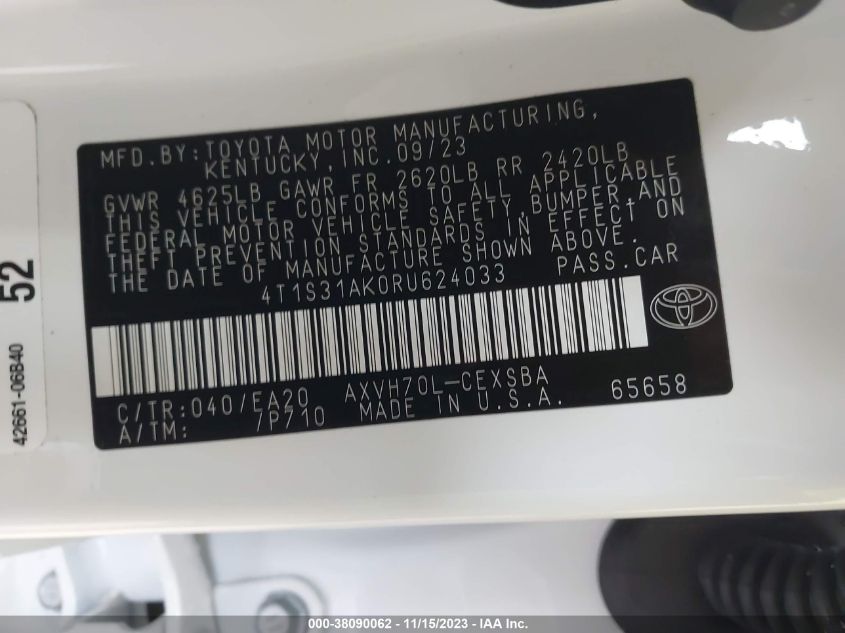 MFD.BY:TOYOTA MOTOR MANUFACTURING,
KENTUCKY,INC.09/23
GVWR 4625LB GAWR FR 2620LB RR 2420LB
THIS VEHICLE CONFORMS TO ALL APPLICABLE
FEDERAL MOTOR VEHICLE SAFETY,BUMPER,AND
THEFT PREVENTION STANDARDS IN EFFECT ON
THE DATE OF MANUFACTURE SHOWN ABOVE.
4T1S31AK0RU624033 PASS.CAR
C/TR:040/EA20 AXVH70L-CEXSBA 65658
A/TM: /P710 MADE IN U.S.A.
52
42661-06B40
000-38090062 - 11/15/2023 - IAA Inc.